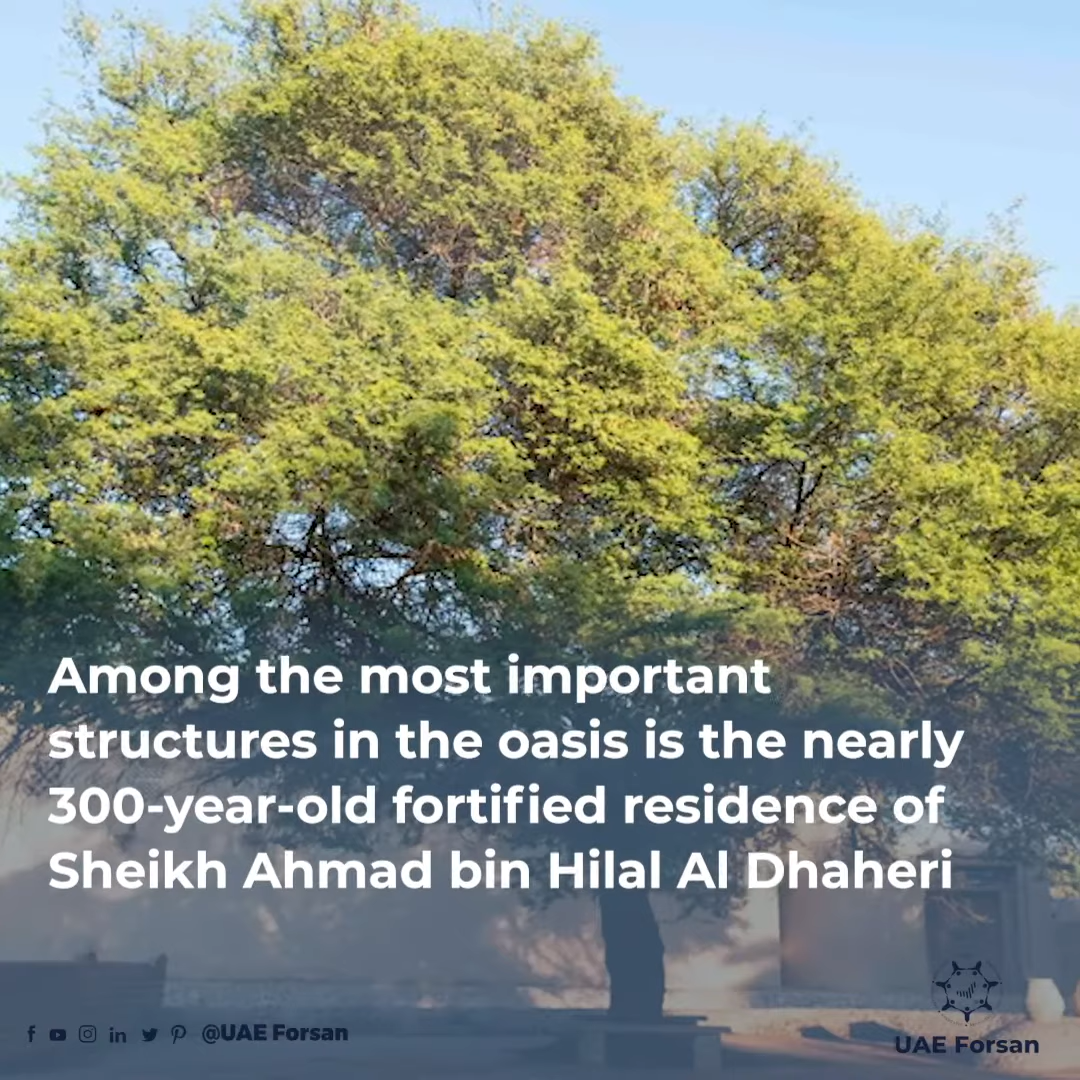 Among the most important
structures in the oasis is the nearly
300-year-old fortified residence of
Sheikh Ahmad bin Hilal Al Dhaheri
@UAE Forsan
UAE Forsan